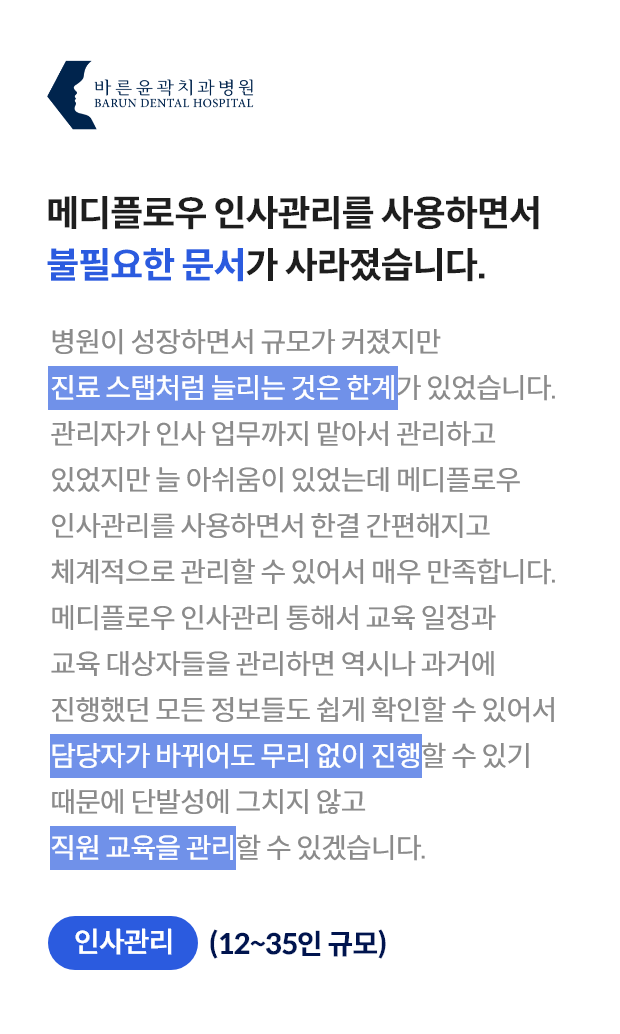 바른윤곽치과병원
BARUN DENTAL HOSPITAL
메디플로우 인사관리를 사용하면서
불필요한 문서가 사라졌습니다.
병원이 성장하면서 규모가 커졌지만
진료 스탭처럼 늘리는 것은 한계가 있었습니다.
관리자가 인사 업무까지 맡아서 관리하고
있었지만 늘 아쉬움이 있었는데 메디플로우
인사관리를 사용하면서 한결 간편해지고
체계적으로 관리할 수 있어서 매우 만족합니다.
메디플로우 인사관리 통해서 교육 일정과
교육 대상자들을 관리하면 역시나 과거에
진행했던 모든 정보들도 쉽게 확인할 수 있어서
담당자가 바뀌어도 무리 없이 진행할 수 있기
때문에 단발성에 그치지 않고
직원 교육을 관리할 수 있겠습니다.
인사관리 (12~35인 규모)